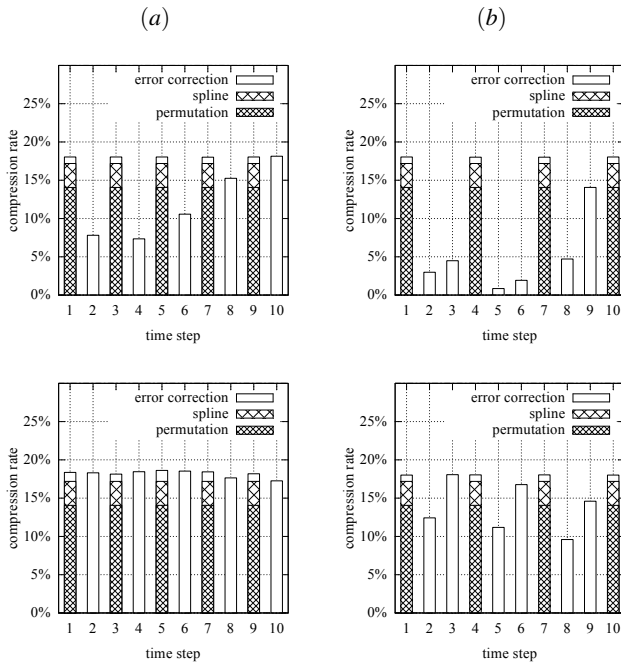 (a)
(b)
error correction
spline
permutation
25%
20%
15%
10%
5%
0%
compression rate
1 2 3 4 5 6 7 8 9 10
time step
error correction
spline
permutation
25%
20%
15%
10%
5%
0%
compression rate
1 2 3 4 5 6 7 8 9 10
time step
error correction
spline
permutation
25%
20%
15%
10%
5%
0%
compression rate
1 2 3 4 5 6 7 8 9 10
time step
error correction
spline
permutation
25%
20%
15%
10%
5%
0%
compression rate
1 2 3 4 5 6 7 8 9 10
time step